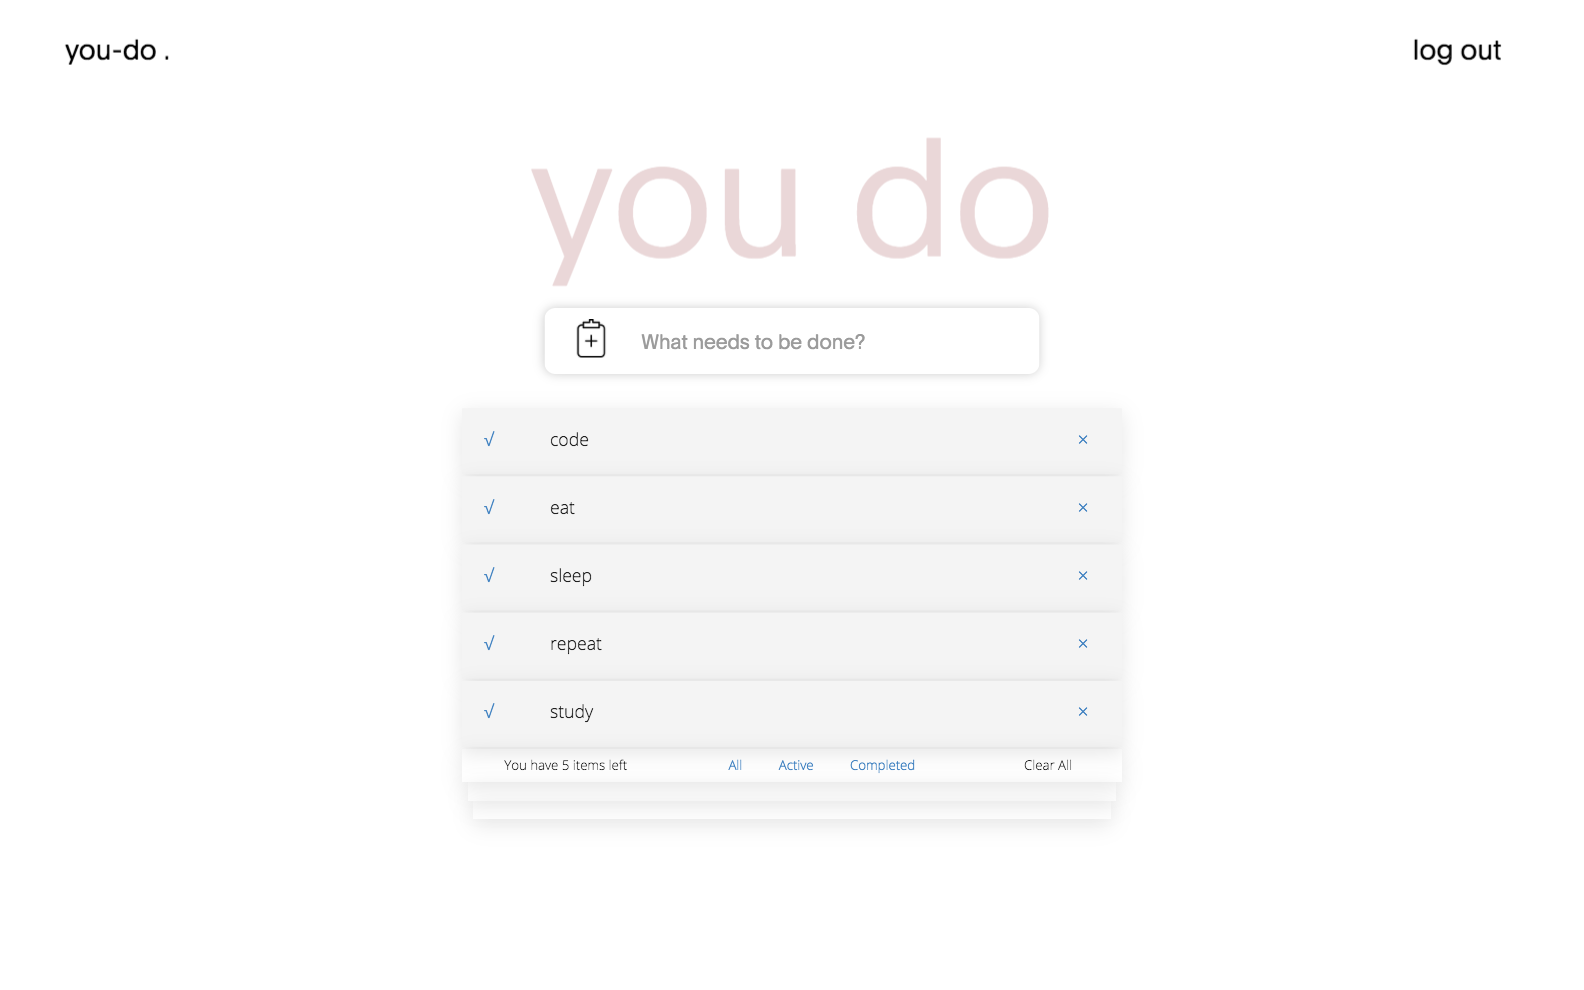 you-do .
log out
you do
What needs to be done?
√ code ×
√ eat ×
√ sleep ×
√ repeat ×
√ study ×
You have 5 items left All Active Completed Clear All